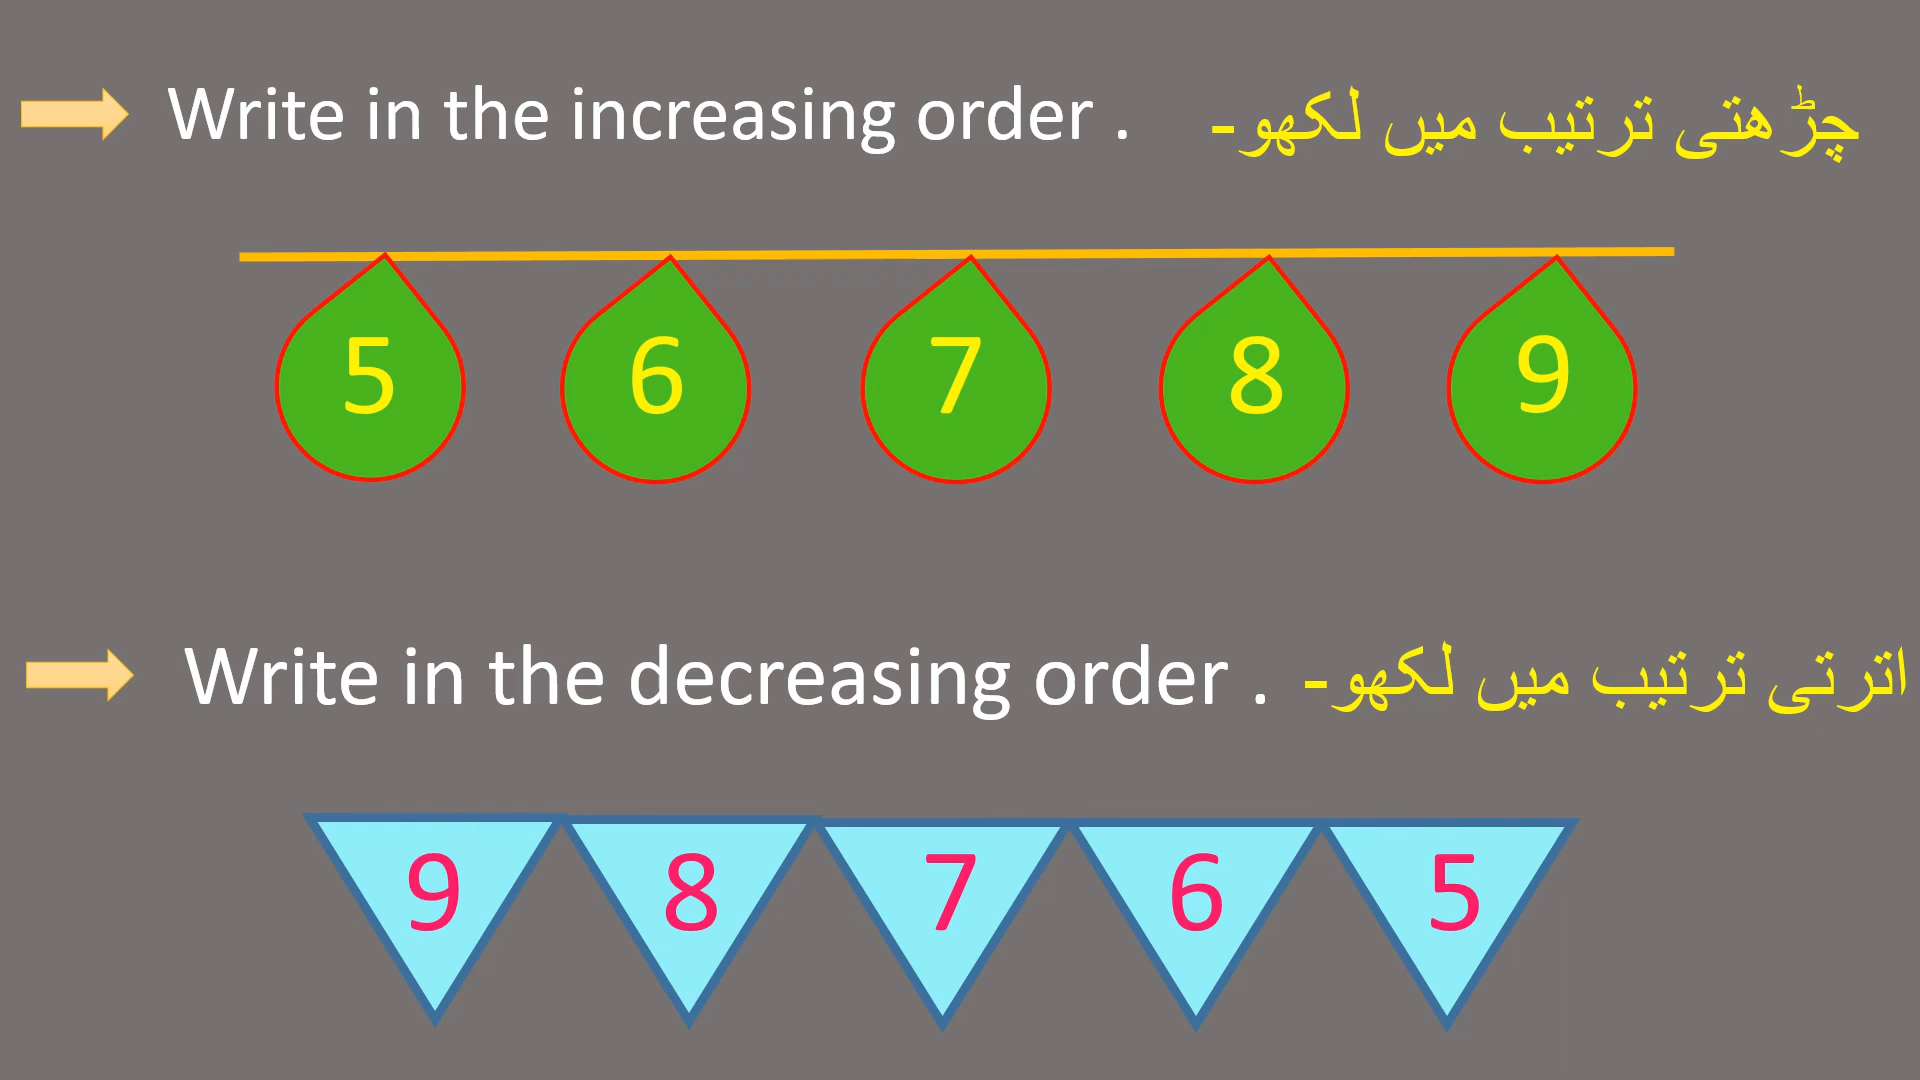 Write in the increasing order . چڑھتی ترتیب میں لکھو-
5 6 7 8 9
Write in the decreasing order . اترتی ترتیب میں لکھو-
9 8 7 6 5